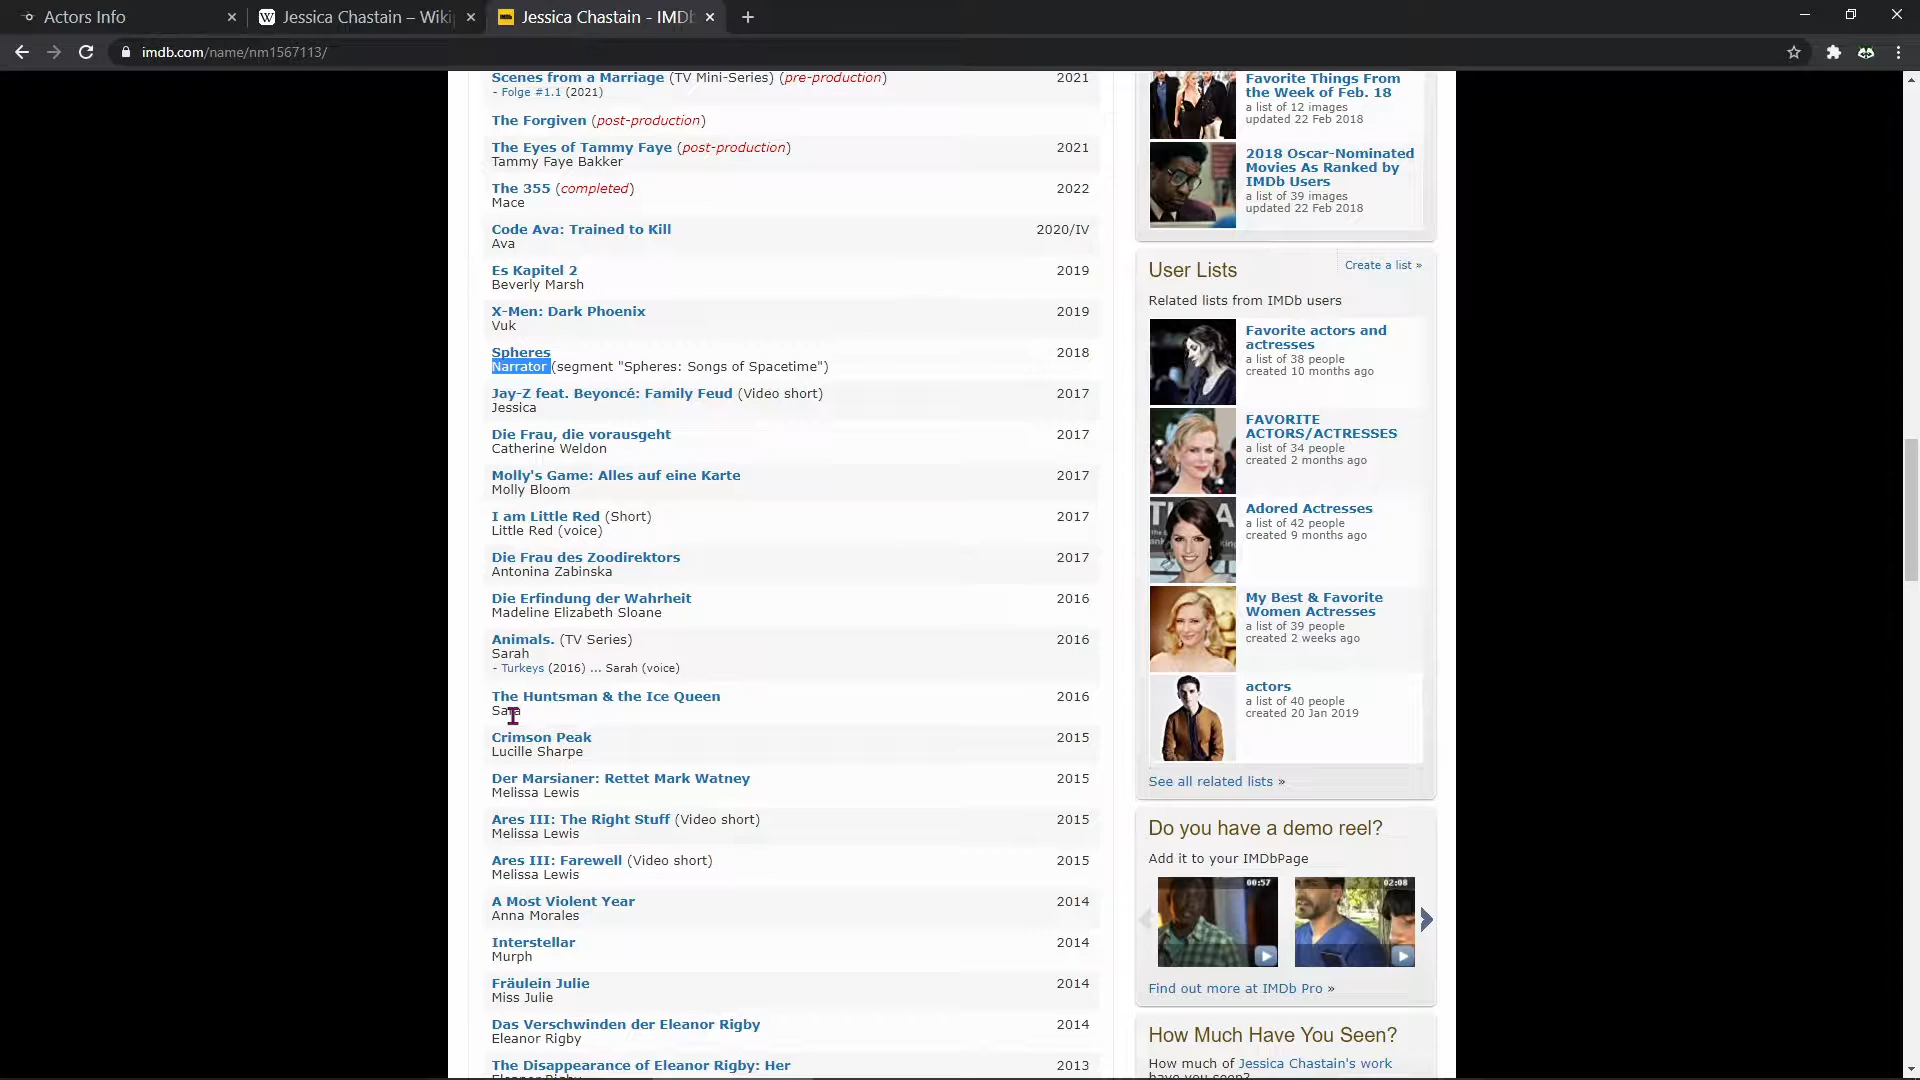 Actors Info
Jessica Chastain – Wiki
Jessica Chastain - IMDb
imdb.com/name/nm1567113/
Scenes from a Marriage (TV Mini-Series) (pre-production) 2021
- Folge #1.1 (2021)
The Forgiven (post-production)
The Eyes of Tammy Faye (post-production) 2021
Tammy Faye Bakker
The 355 (completed) 2022
Mace
Code Ava: Trained to Kill 2020/IV
Ava
Es Kapitel 2 2019
Beverly Marsh
X-Men: Dark Phoenix 2019
Vuk
Spheres 2018
Narrator (segment "Spheres: Songs of Spacetime")
Jay-Z feat. Beyoncé: Family Feud (Video short) 2017
Jessica
Die Frau, die vorausgeht 2017
Catherine Weldon
Molly's Game: Alles auf eine Karte 2017
Molly Bloom
I am Little Red (Short) 2017
Little Red (voice)
Die Frau des Zoodirektors 2017
Antonina Zabinska
Die Erfindung der Wahrheit 2016
Madeline Elizabeth Sloane
Animals. (TV Series) 2016
Sarah
- Turkeys (2016) ... Sarah (voice)
The Huntsman & the Ice Queen 2016
Sara
Crimson Peak 2015
Lucille Sharpe
Der Marsianer: Rettet Mark Watney 2015
Melissa Lewis
Ares III: The Right Stuff (Video short) 2015
Melissa Lewis
Ares III: Farewell (Video short) 2015
Melissa Lewis
A Most Violent Year 2014
Anna Morales
Interstellar 2014
Murph
Fräulein Julie 2014
Miss Julie
Das Verschwinden der Eleanor Rigby 2014
Eleanor Rigby
The Disappearance of Eleanor Rigby: Her 2013
Favorite Things From
the Week of Feb. 18
a list of 12 images
updated 22 Feb 2018
2018 Oscar-Nominated
Movies As Ranked by
IMDb Users
a list of 39 images
updated 22 Feb 2018
User Lists
Create a list »
Related lists from IMDb users
Favorite actors and
actresses
a list of 38 people
created 10 months ago
FAVORITE
ACTORS/ACTRESSES
a list of 34 people
created 2 months ago
Adored Actresses
a list of 42 people
created 9 months ago
My Best & Favorite
Women Actresses
a list of 39 people
created 2 weeks ago
actors
a list of 40 people
created 20 Jan 2019
See all related lists »
Do you have a demo reel?
Add it to your IMDbPage
00:57
02:08
Find out more at IMDb Pro »
How Much Have You Seen?
How much of Jessica Chastain's work
have you seen?